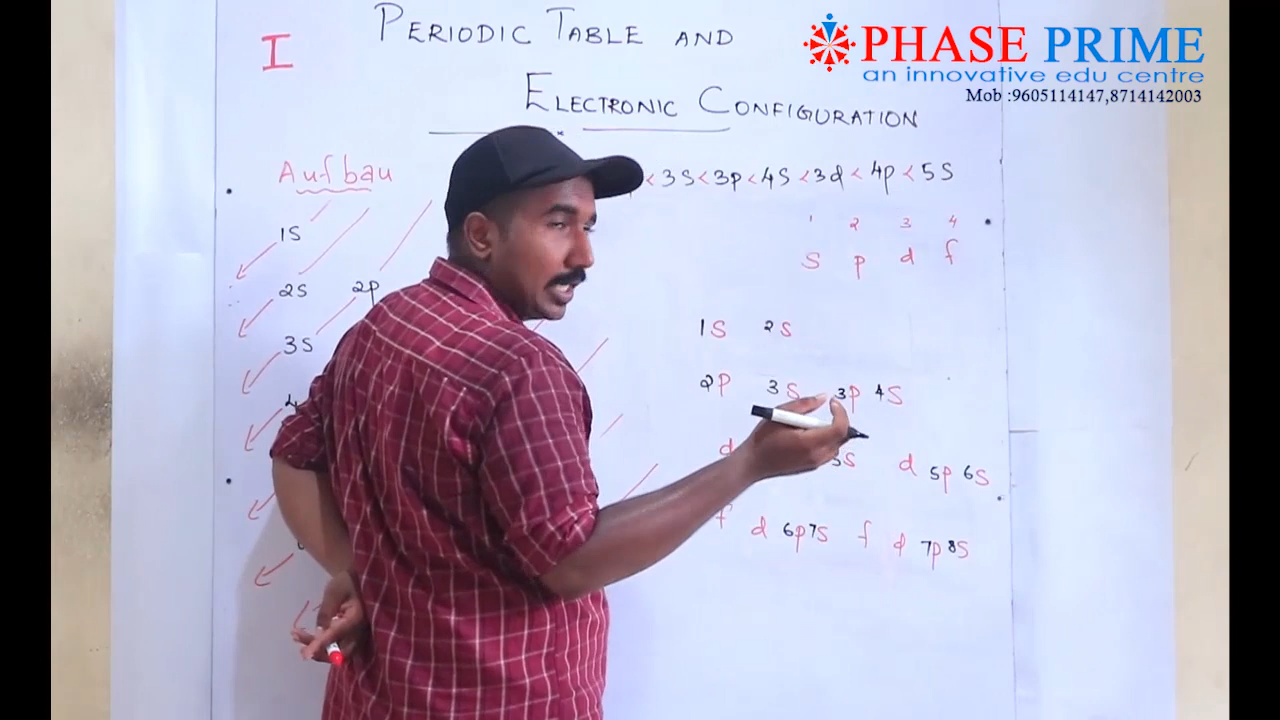 I
PERIODIC TABLE AND
ELECTRONIC CONFIGURATION
PHASE PRIME
an innovative edu centre
Mob :9605114147,8714142003
Aufbau
< 3S < 3p < 4S < 3d < 4p < 5S
1 2 3 4
S p d f
1S
2S 2p
3S
4
1S 2S
2p 3S 3p 4S
d 5S d 5p 6S
f d 6p 7S f d 7p 8S